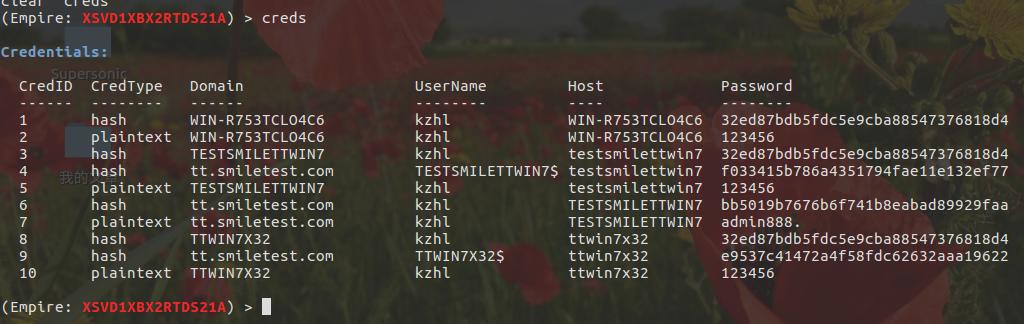 clear creds
(Empire: XSVD1XBX2RTDS21A) > creds
Credentials:
Supersonic
CredID CredType Domain UserName Host Password
------ -------- ------ -------- ---- --------
1 hash WIN-R753TCLO4C6 kzhl WIN-R753TCLO4C6 32ed87bdb5fdc5e9cba88547376818d4
2 plaintext WIN-R753TCLO4C6 kzhl WIN-R753TCLO4C6 123456
3 hash TESTSMILETTWIN7 kzhl testsmilettwin7 32ed87bdb5fdc5e9cba88547376818d4
4 hash tt.smiletest.com TESTSMILETTWIN7$ testsmilettwin7 f033415b786a4351794fae11e132ef77
5 plaintext TESTSMILETTWIN7 kzhl testsmilettwin7 123456
6 hash tt.smiletest.com kzhl TESTSMILETTWIN7 bb5019b7676b6f741b8eabad89929faa
7 plaintext tt.smiletest.com kzhl TESTSMILETTWIN7 admin888.
8 hash TTWIN7X32 kzhl ttwin7x32 32ed87bdb5fdc5e9cba88547376818d4
9 hash tt.smiletest.com TTWIN7X32$ ttwin7x32 e9537c41472a4f58fdc62632aaa19622
10 plaintext TTWIN7X32 kzhl ttwin7x32 123456
(Empire: XSVD1XBX2RTDS21A) >